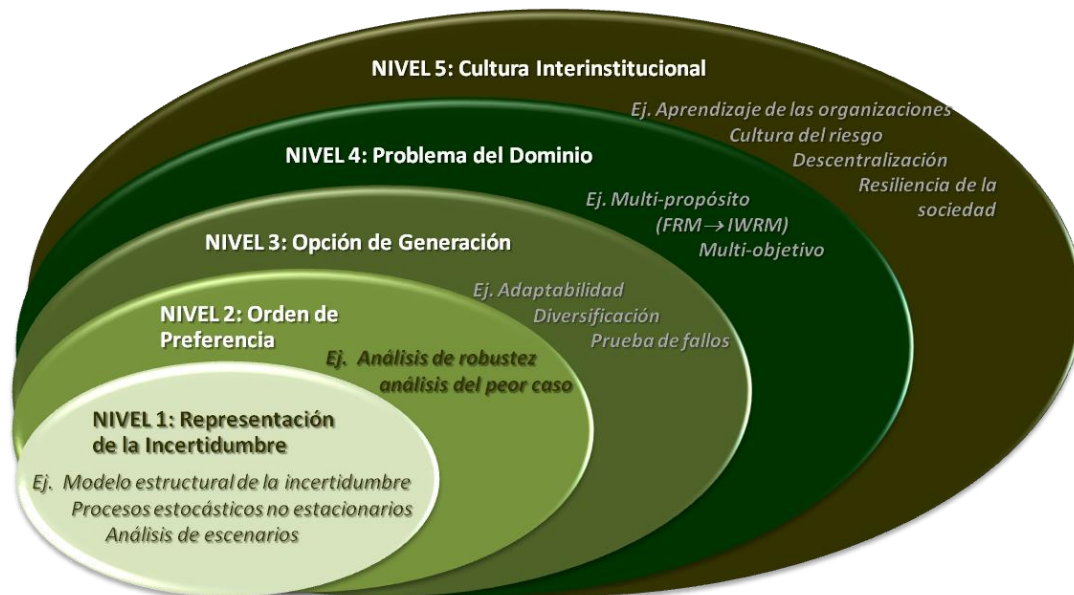 NIVEL 5: Cultura Interinstitucional
Ej. Aprendizaje de las organizaciones
Cultura del riesgo
Descentralización
Resiliencia de la
sociedad
NIVEL 4: Problema del Dominio
Ej. Multi-propósito
(FRM→IWRM)
Multi-objetivo
NIVEL 3: Opción de Generación
Ej. Adaptabilidad
Diversificación
Prueba de fallos
NIVEL 2: Orden de
Preferencia
Ej. Análisis de robustez
análisis del peor caso
NIVEL 1: Representación
de la Incertidumbre
Ej. Modelo estructural de la incertidumbre
Procesos estocásticos no estacionarios
Análisis de escenarios